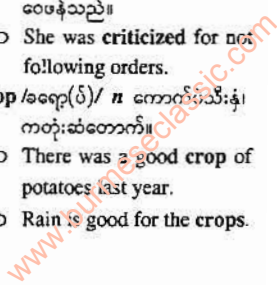 ဝေဖန်သည်။
She was criticized for not
following orders.
op /ခရော့(ပ်)/ n ကောက်ပဲသီးနှံ၊
ကတုံးဆံတောက်။
There was a good crop of
potatoes last year.
Rain is good for the crops.
www.burmeseclassic.com